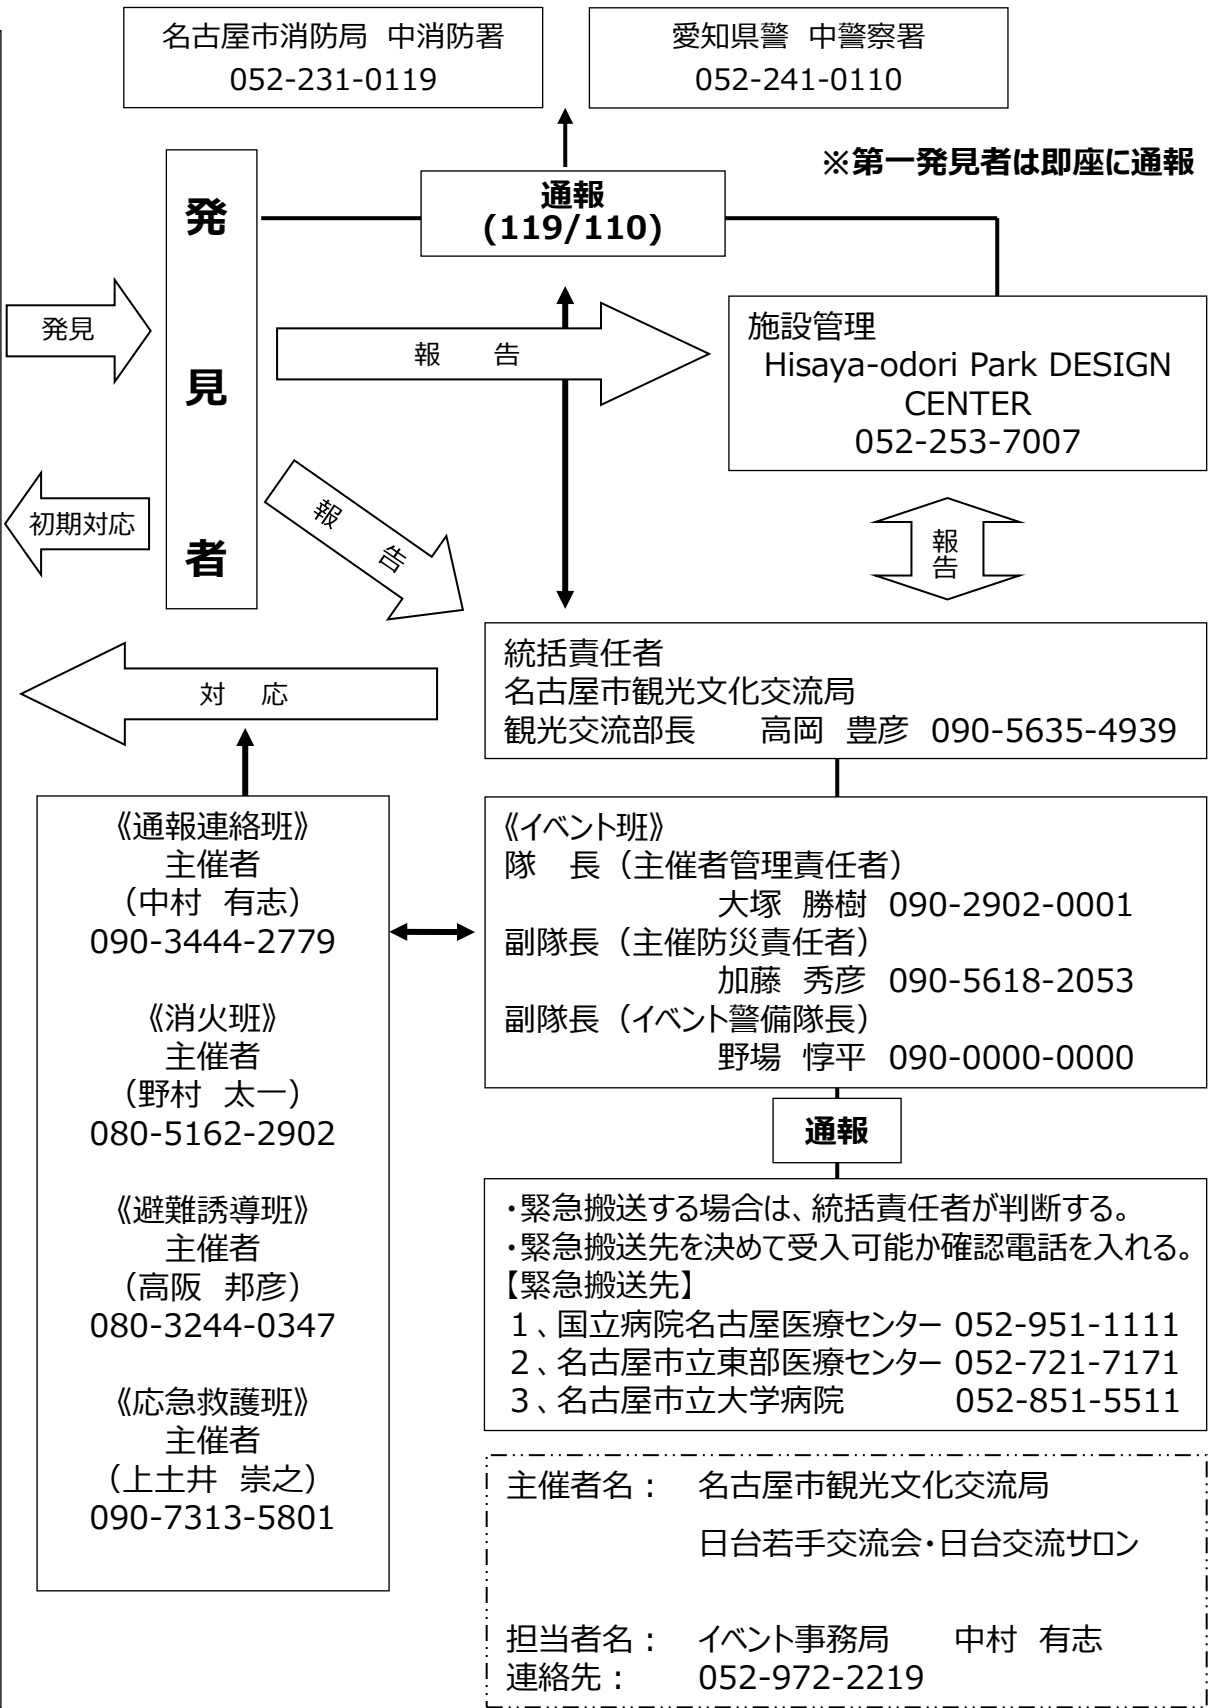 名古屋市消防局 中消防署
052-231-0119
愛知県警 中警察署
052-241-0110
※第一発見者は即座に通報
通報
(119/110)
発見者
発見
報 告
施設管理
Hisaya-odori Park DESIGN
CENTER
052-253-7007
初期対応
報 告
報告
統括責任者
名古屋市観光文化交流局
観光交流部長 高岡 豊彦 090-5635-4939
対 応
《通報連絡班》
主催者
（中村 有志）
090-3444-2779
《消火班》
主催者
（野村 太一）
080-5162-2902
《避難誘導班》
主催者
（高阪 邦彦）
080-3244-0347
《応急救護班》
主催者
（上土井 崇之）
090-7313-5801
《イベント班》
隊 長（主催者管理責任者）
大塚 勝樹 090-2902-0001
副隊長（主催防災責任者）
加藤 秀彦 090-5618-2053
副隊長（イベント警備隊長）
野場 惇平 090-0000-0000
通報
・緊急搬送する場合は、統括責任者が判断する。
・緊急搬送先を決めて受入可能か確認電話を入れる。
【緊急搬送先】
１、国立病院名古屋医療センター 052-951-1111
２、名古屋市立東部医療センター 052-721-7171
３、名古屋市立大学病院 052-851-5511
主催者名： 名古屋市観光文化交流局
日台若手交流会・日台交流サロン
担当者名： イベント事務局 中村 有志
連絡先： 052-972-2219